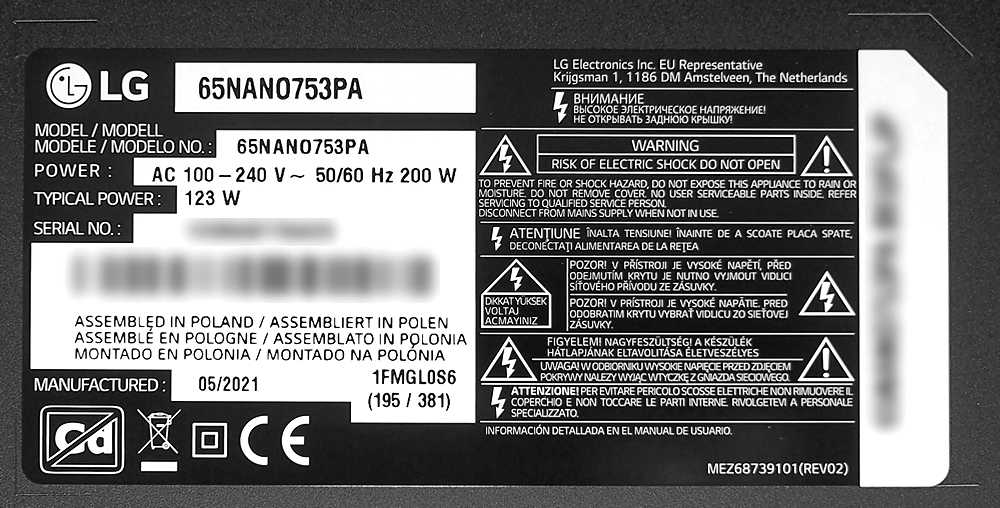 LG
65NANO753PA
MODEL / MODELL
MODELE / MODELO NO. : 65NANO753PA
POWER : AC 100 – 240 V ~ 50/60 Hz 200 W
TYPICAL POWER : 123 W
SERIAL NO. :
ASSEMBLED IN POLAND / ASSEMBLIERT IN POLEN
ASSEMBLÉ EN POLOGNE / ASSEMBLATO IN POLONIA
MONTADO EN POLONIA / MONTADO NA POLÓNIA
MANUFACTURED : 05/2021
1FMGL0S6
(195 / 381)
Cd
CE
LG Electronics Inc. EU Representative
Krijgsman 1, 1186 DM Amstelveen, The Netherlands
ВНИМАНИЕ
ВЫСОКОЕ ЭЛЕКТРИЧЕСКОЕ НАПРЯЖЕНИЕ!
НЕ ОТКРЫВАТЬ ЗАДНЮЮ КРЫШКУ!
WARNING
RISK OF ELECTRIC SHOCK DO NOT OPEN
TO PREVENT FIRE OR SHOCK HAZARD, DO NOT EXPOSE THIS APPLIANCE TO RAIN OR
MOISTURE. DO NOT REMOVE COVER. NO USER SERVICEABLE PARTS INSIDE. REFER
SERVICING TO QUALIFIED SERVICE PERSON.
DISCONNECT FROM MAINS SUPPLY WHEN NOT IN USE.
ATENȚIUNE ÎNALTA TENSIUNE! ÎNAINTE DE A SCOATE PLACA SPATE,
DECONECTAȚI ALIMENTAREA DE LA REȚEA
DKKAT YUKSEK
VOLTAJ
ACMAYINIZ
POZOR! V PŘÍSTROJI JE VYSOKÉ NAPĚTÍ, PŘED
ODEJMUTÍM KRYTU JE NUTNO VYJMOUT VIDLICI
SÍŤOVÉHO PŘÍVODU ZE ZÁSUVKY.
POZOR! V PRÍSTROJI JE VYSOKÉ NAPÄTIE. PRED
ODOBRATÍM KRYTU VYBRAŤ VIDLICU ZO SIEŤOVEJ
ZÁSUVKY.
FIGYELEM! NAGYFESZÜLTSÉG! A KÉSZÜLÉK
HÁTLAPJÁNAK ELTAVOLÍTÁSA ÉLETVESZÉLYES
UWAGA! W ODBIORNIKU WYSOKIE NAPIĘCIE PRZED ZDJĘCIEM
POKRYWY NALEŻY WYJĄC WTYCZKĘ Z GNIAZDA SIECIOWEGO.
ATTENZIONE! PER EVITARE PERICOLO SCOSSE ELETTRICHE NON RIMUOVERE IL
COPERCHIO E NON TOCCARE LE PARTI INTERNE. RIVOLGETEVI A PERSONALE
SPECIALIZZATO.
INFORMACIÓN DETALLADA EN EL MANUAL DE USUARIO.
MEZ68739101(REV02)